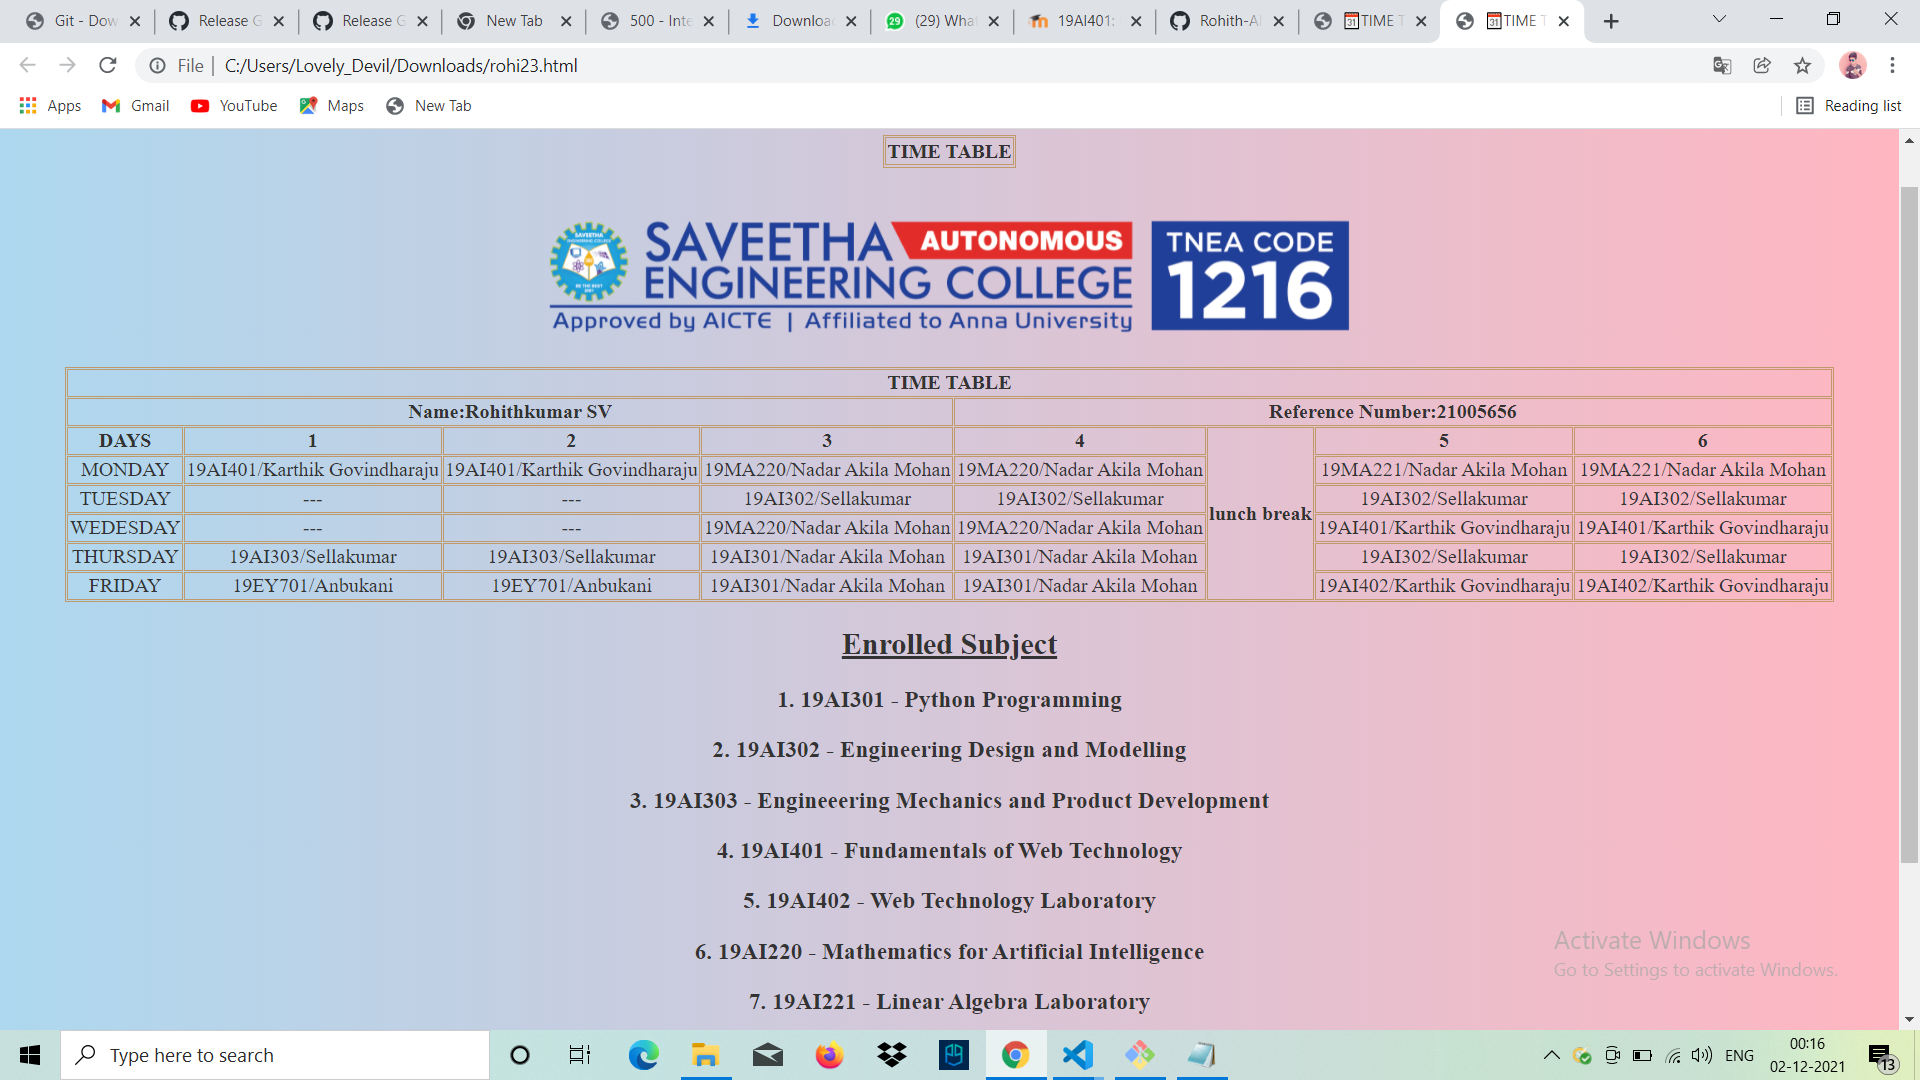 Git - Dow
Release G
Release G
New Tab
500 - Inte
Downloa
(29) Wha
19AI401:
Rohith-Al
TIME T
TIME T
File | C:/Users/Lovely_Devil/Downloads/rohi23.html
Apps Gmail YouTube Maps New Tab Reading list
TIME TABLE
SAVEETHA AUTONOMOUS
ENGINEERING COLLEGE
Approved by AICTE | Affiliated to Anna University
TNEA CODE
1216
TIME TABLE
Name:Rohithkumar SV Reference Number:21005656
DAYS 1 2 3 4 lunch break 5 6
MONDAY 19AI401/Karthik Govindharaju 19AI401/Karthik Govindharaju 19MA220/Nadar Akila Mohan 19MA220/Nadar Akila Mohan 19MA221/Nadar Akila Mohan 19MA221/Nadar Akila Mohan
TUESDAY --- --- 19AI302/Sellakumar 19AI302/Sellakumar 19AI302/Sellakumar 19AI302/Sellakumar
WEDESDAY --- --- 19MA220/Nadar Akila Mohan 19MA220/Nadar Akila Mohan 19AI401/Karthik Govindharaju 19AI401/Karthik Govindharaju
THURSDAY 19AI303/Sellakumar 19AI303/Sellakumar 19AI301/Nadar Akila Mohan 19AI301/Nadar Akila Mohan 19AI302/Sellakumar 19AI302/Sellakumar
FRIDAY 19EY701/Anbukani 19EY701/Anbukani 19AI301/Nadar Akila Mohan 19AI301/Nadar Akila Mohan 19AI402/Karthik Govindharaju 19AI402/Karthik Govindharaju
Enrolled Subject
1. 19AI301 - Python Programming
2. 19AI302 - Engineering Design and Modelling
3. 19AI303 - Engineeering Mechanics and Product Development
4. 19AI401 - Fundamentals of Web Technology
5. 19AI402 - Web Technology Laboratory
6. 19AI220 - Mathematics for Artificial Intelligence
7. 19AI221 - Linear Algebra Laboratory
Activate Windows
Go to Settings to activate Windows.
Type here to search
ENG
00:16
02-12-2021
13